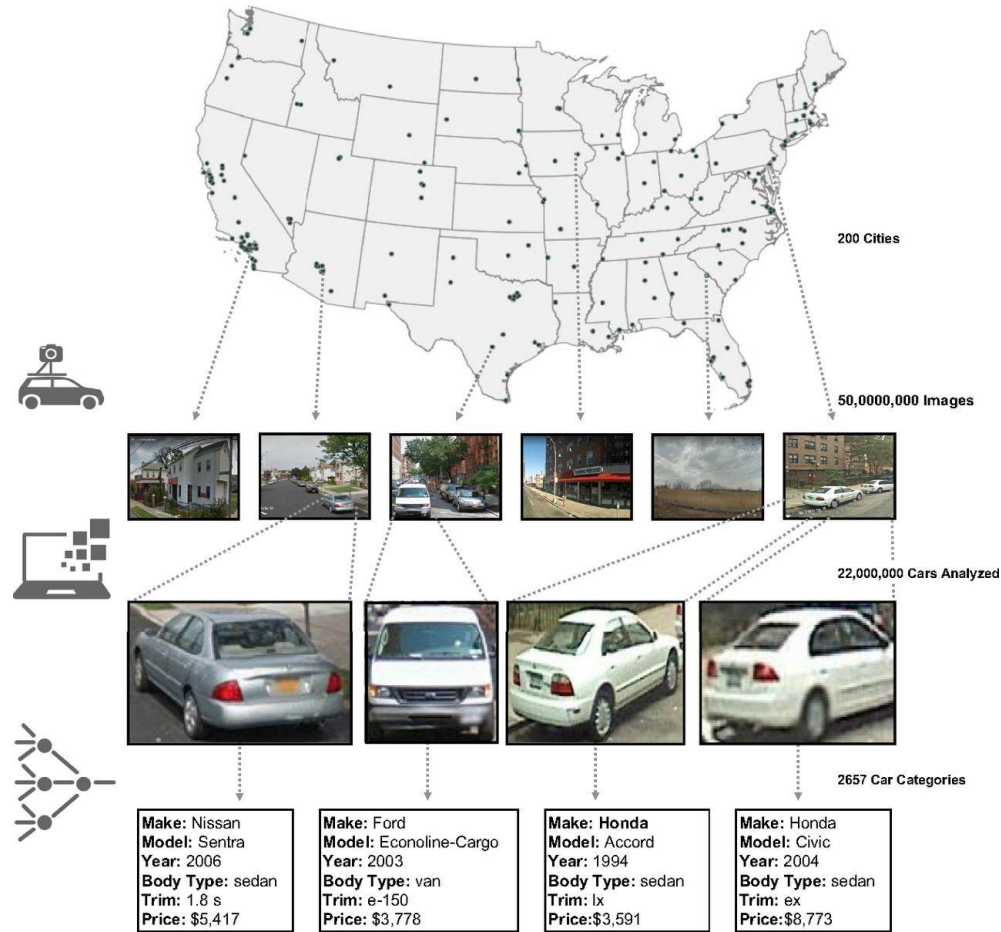 200 Cities
50,0000,000 Images
22,000,000 Cars Analyzed
2657 Car Categories
Make: Nissan
Model: Sentra
Year: 2006
Body Type: sedan
Trim: 1.8 s
Price: $5,417
Make: Ford
Model: Econoline-Cargo
Year: 2003
Body Type: van
Trim: e-150
Price: $3,778
Make: Honda
Model: Accord
Year: 1994
Body Type: sedan
Trim: lx
Price:$3,591
Make: Honda
Model: Civic
Year: 2004
Body Type: sedan
Trim: ex
Price:$8,773